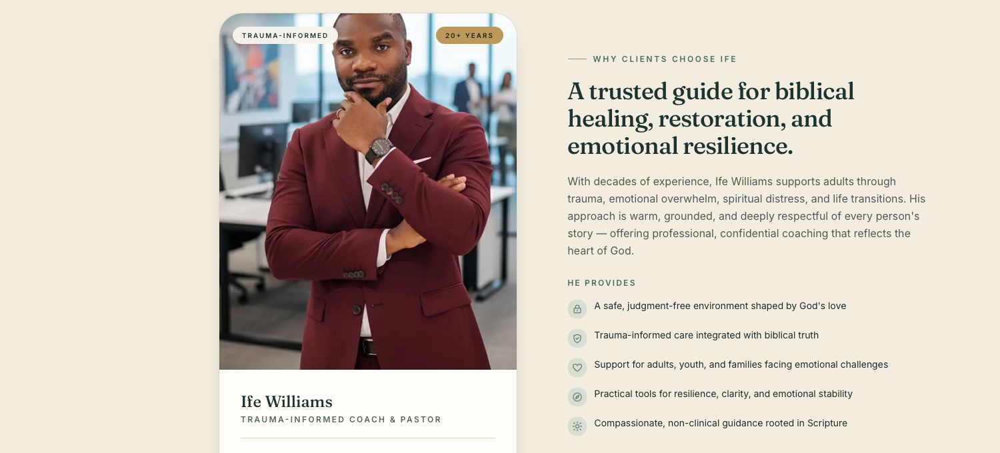 TRAUMA-INFORMED
20+ YEARS
Ife Williams
TRAUMA-INFORMED COACH & PASTOR
WHY CLIENTS CHOOSE IFE
A trusted guide for biblical
healing, restoration, and
emotional resilience.
With decades of experience, Ife Williams supports adults through
trauma, emotional overwhelm, spiritual distress, and life transitions. His
approach is warm, grounded, and deeply respectful of every person's
story — offering professional, confidential coaching that reflects the
heart of God.
HE PROVIDES
A safe, judgment-free environment shaped by God's love
Trauma-informed care integrated with biblical truth
Support for adults, youth, and families facing emotional challenges
Practical tools for resilience, clarity, and emotional stability
Compassionate, non-clinical guidance rooted in Scripture